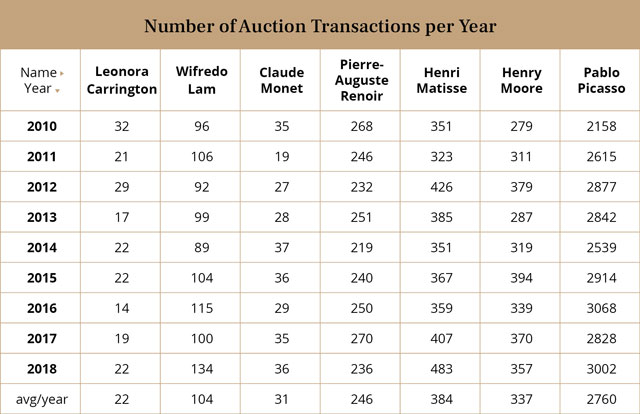 Number of Auction Transactions per Year
Name Year Leonora Carrington Wifredo Lam Claude Monet Pierre-Auguste Renoir Henri Matisse Henry Moore Pablo Picasso
2010 32 96 35 268 351 279 2158
2011 21 106 19 246 323 311 2615
2012 29 92 27 232 426 379 2877
2013 17 99 28 251 385 287 2842
2014 22 89 37 219 351 319 2539
2015 22 104 36 240 367 394 2914
2016 14 115 29 250 359 339 3068
2017 19 100 35 270 407 370 2828
2018 22 134 36 236 483 357 3002
avg/year 22 104 31 246 384 337 2760